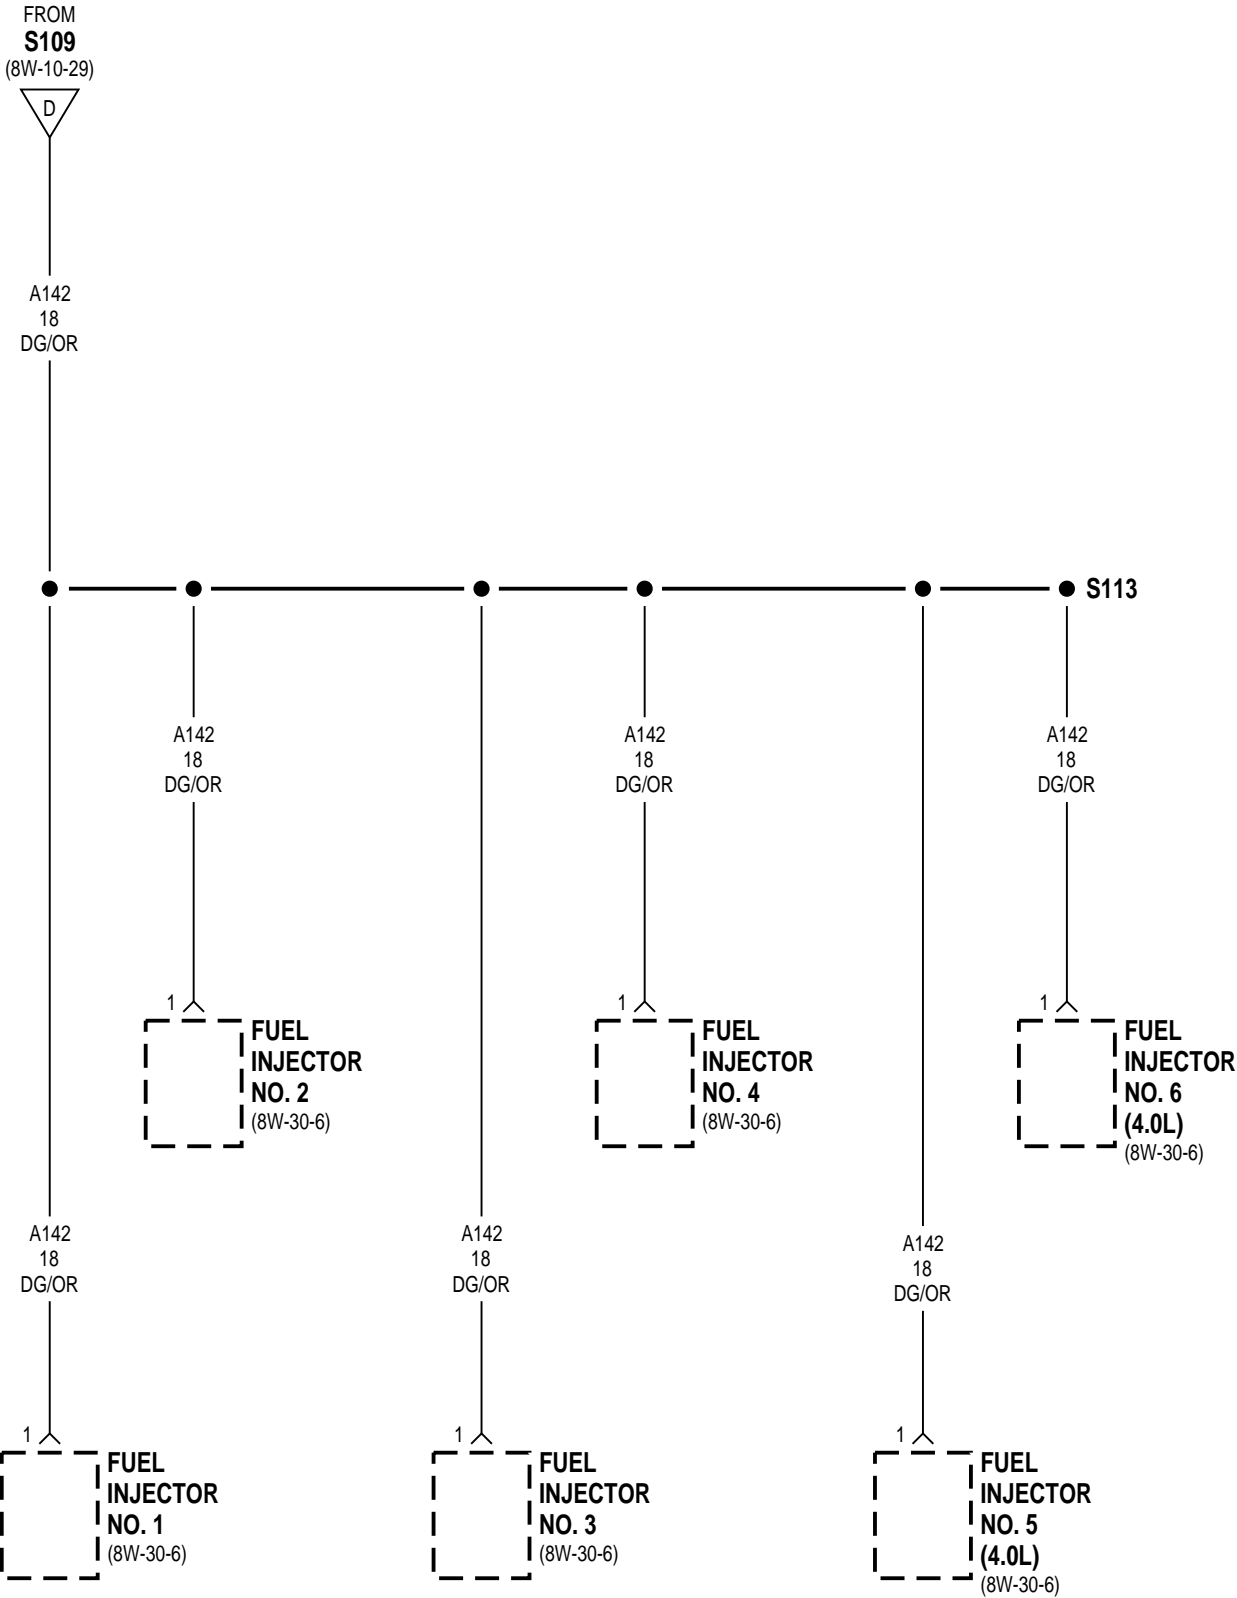 FROM
S109
(8W-10-29)
D
A142
18
DG/OR
S113
A142
18
DG/OR
A142
18
DG/OR
A142
18
DG/OR
1
FUEL
INJECTOR
NO. 2
(8W-30-6)
1
FUEL
INJECTOR
NO. 4
(8W-30-6)
1
FUEL
INJECTOR
NO. 6
(4.0L)
(8W-30-6)
A142
18
DG/OR
A142
18
DG/OR
A142
18
DG/OR
1
FUEL
INJECTOR
NO. 1
(8W-30-6)
1
FUEL
INJECTOR
NO. 3
(8W-30-6)
1
FUEL
INJECTOR
NO. 5
(4.0L)
(8W-30-6)